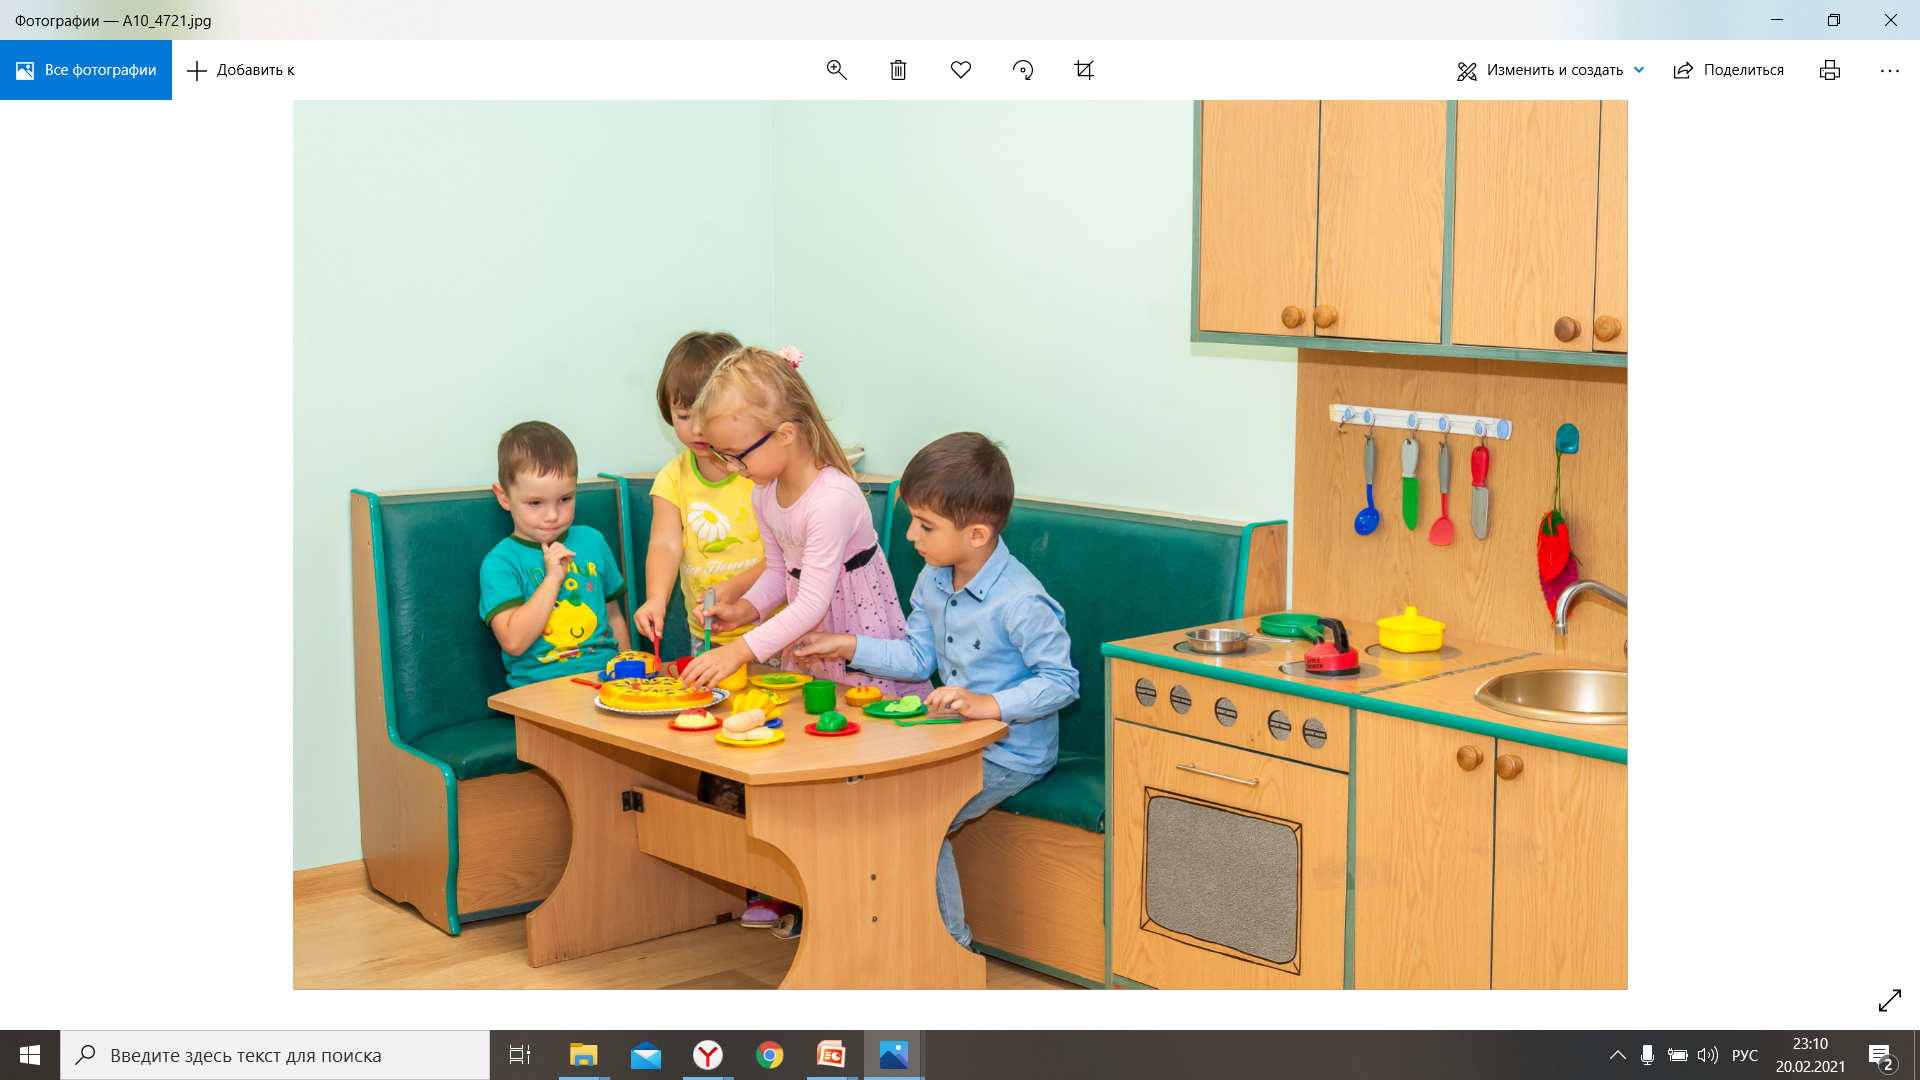 Фотографии — A10_4721.jpg
Все фотографии
Добавить к
Изменить и создать
Поделиться
Введите здесь текст для поиска
РУС
23:10
20.02.2021
2